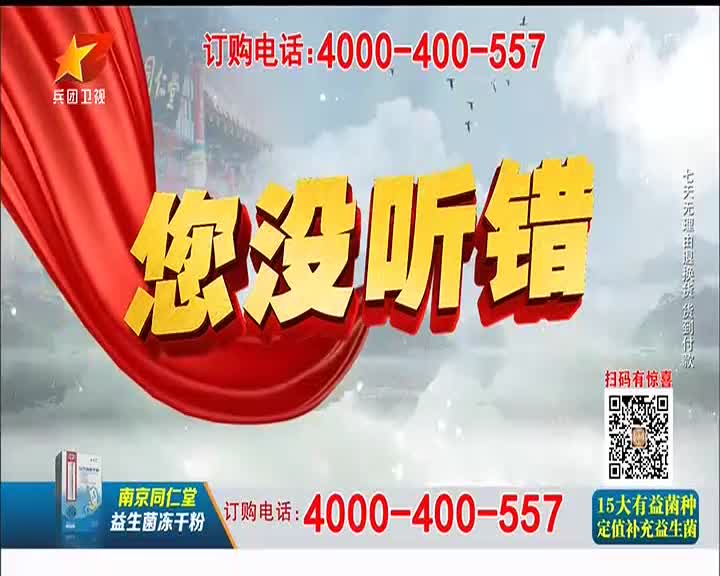 订购电话:4000-400-557
兵团卫视
同仁堂
您没听错
七天无理由退换货 货到付款
扫码有惊喜
南京同仁堂
益生菌冻干粉
订购电话:4000-400-557
15大有益菌种
定值补充益生菌